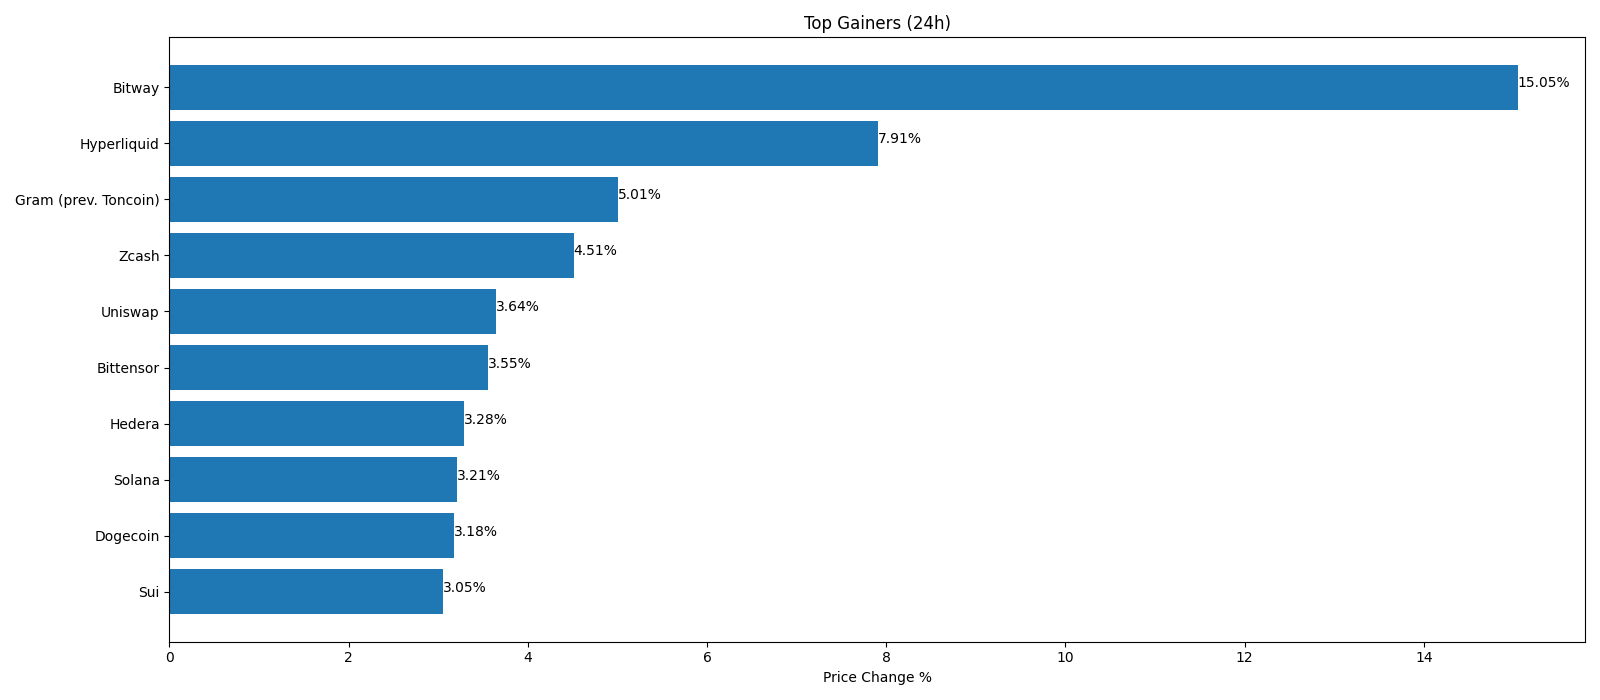 Top Gainers (24h)
Bitway 15.05%
Hyperliquid 7.91%
Gram (prev. Toncoin) 5.01%
Zcash 4.51%
Uniswap 3.64%
Bittensor 3.55%
Hedera 3.28%
Solana 3.21%
Dogecoin 3.18%
Sui 3.05%
0 2 4 6 8 10 12 14
Price Change %